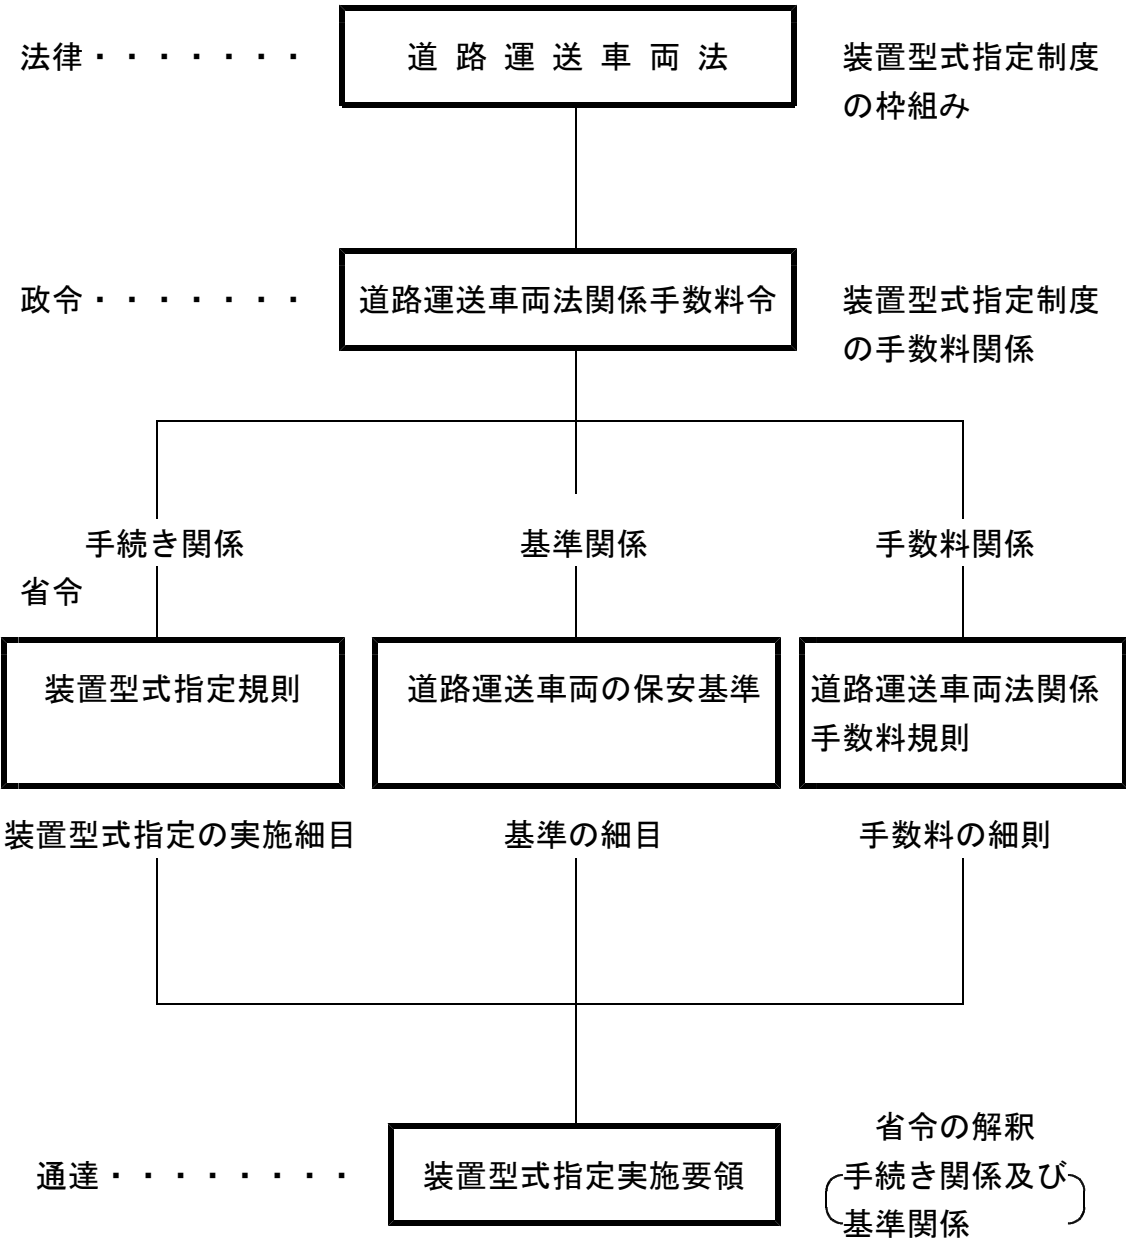 法律・・・・・・・ 道路運送車両法 装置型式指定制度
の枠組み
政令・・・・・・・ 道路運送車両法関係手数料令 装置型式指定制度
の手数料関係
手続き関係 基準関係 手数料関係
省令
装置型式指定規則 道路運送車両の保安基準 道路運送車両法関係
手数料規則
装置型式指定の実施細目 基準の細目 手数料の細則
省令の解釈
通達・・・・・・・・ 装置型式指定実施要領 手続き関係及び
基準関係